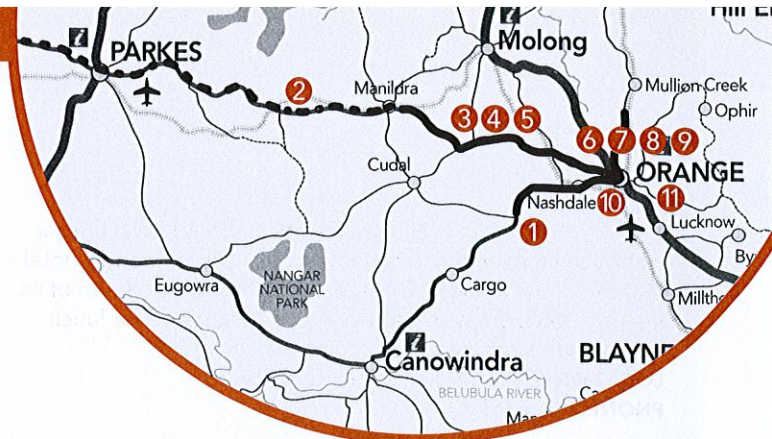 PARKES
Molong
Mullion Creek
Ophir
Manildra
2
3 4 5
6 7 8 9
Cudal
ORANGE
Nashdale
10
11
1
Lucknow
Eugowra
NANGAR
NATIONAL
PARK
Cargo
Canowindra
BELUBULA RIVER
BLAYNE